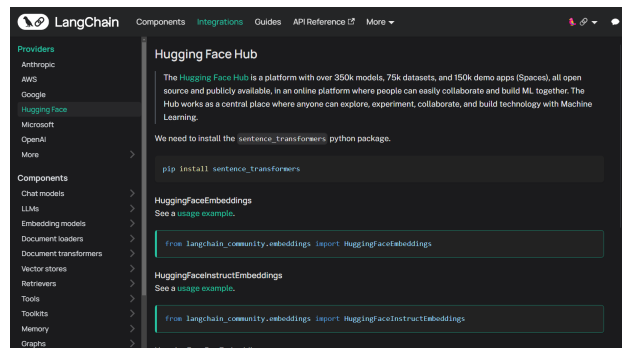 LangChain
Components Integrations Guides API Reference More
Providers
Anthropic
AWS
Google
Hugging Face
Microsoft
OpenAI
More
Components
Chat models
LLMs
Embedding models
Document loaders
Document transformers
Vector stores
Retrievers
Tools
Toolkits
Memory
Graphs
Hugging Face Hub
The Hugging Face Hub is a platform with over 350k models, 75k datasets, and 150k demo apps (Spaces), all open
source and publicly available, in an online platform where people can easily collaborate and build ML together. The
Hub works as a central place where anyone can explore, experiment, collaborate, and build technology with Machine
Learning.
We need to install the sentence_transformers python package.
pip install sentence_transformers
HuggingFaceEmbeddings
See a usage example.
from langchain_community.embeddings import HuggingFaceEmbeddings
HuggingFaceInstructEmbeddings
See a usage example.
from langchain_community.embeddings import HuggingFaceInstructEmbeddings